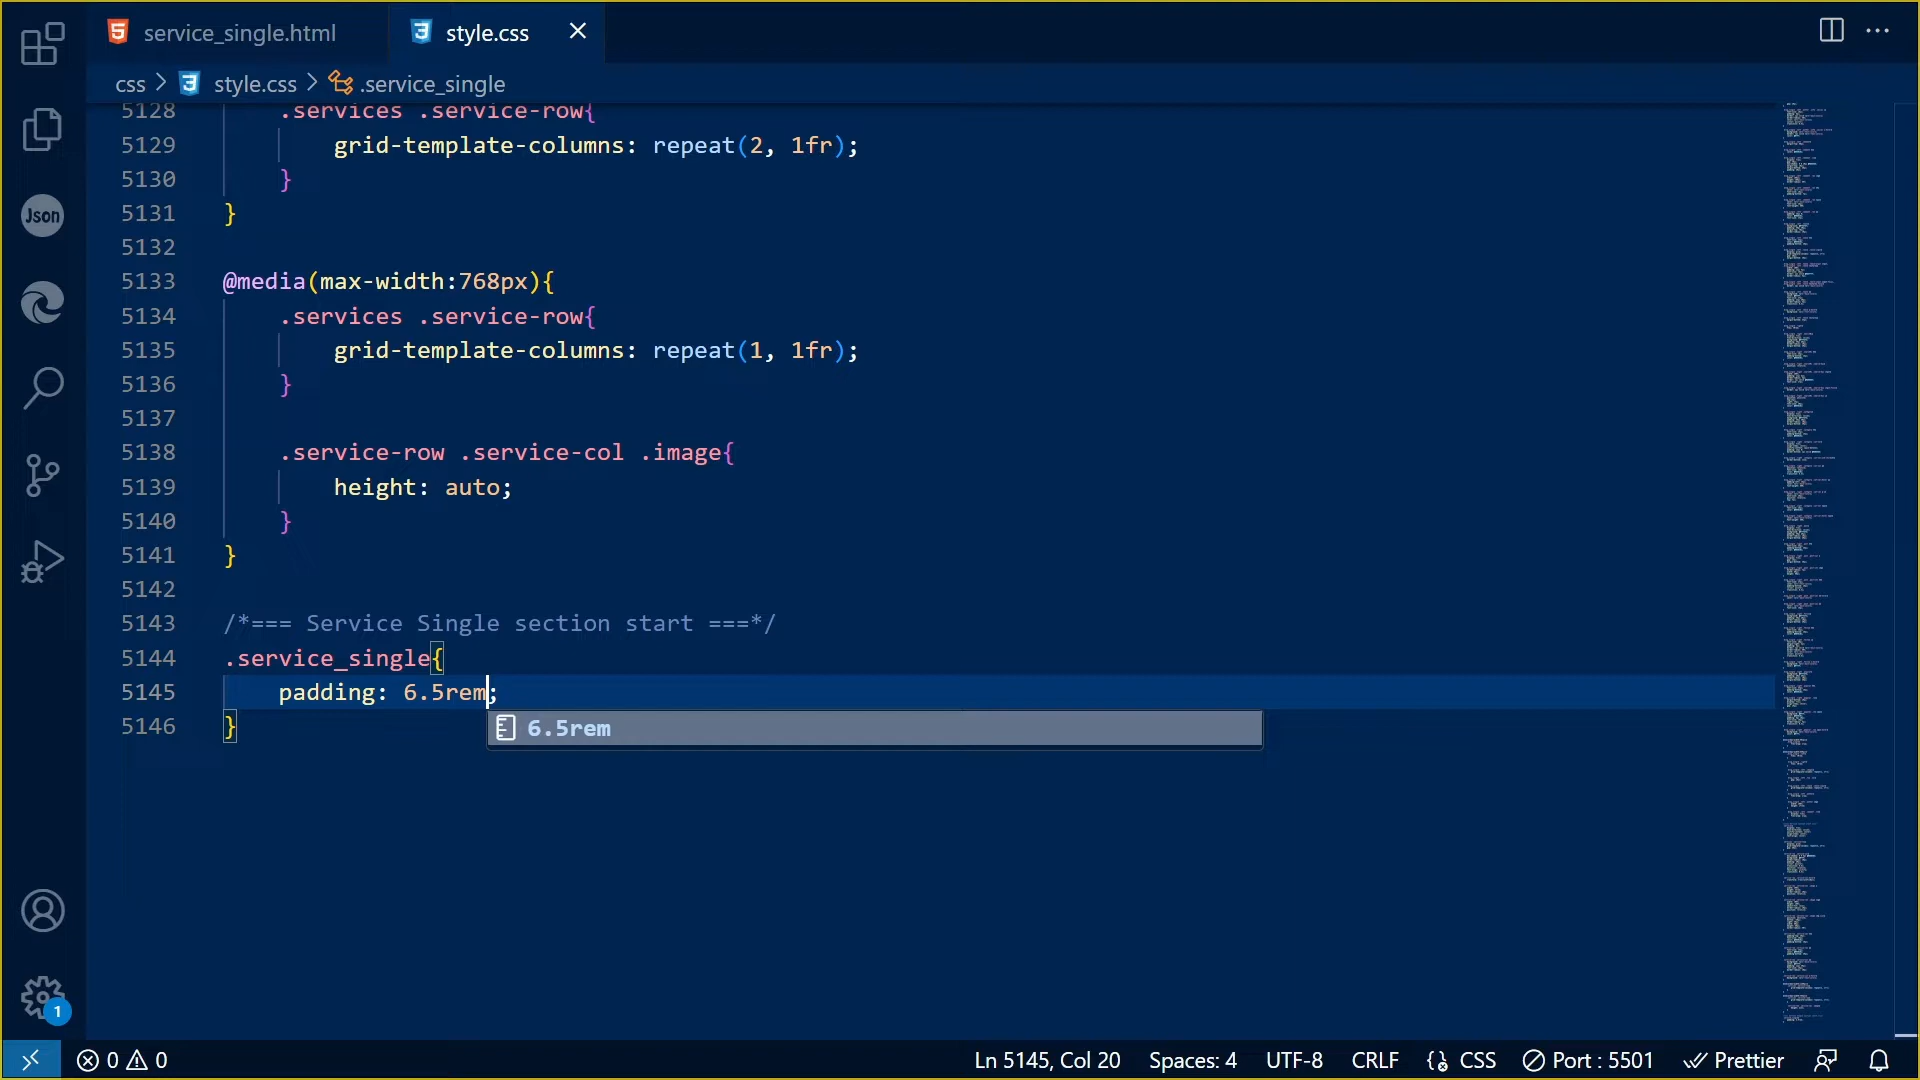 service_single.html
style.css
css > style.css > .service_single
5128 .services .service-row{
5129 grid-template-columns: repeat(2, 1fr);
5130 }
5131 }
5132
5133 @media(max-width:768px){
5134 .services .service-row{
5135 grid-template-columns: repeat(1, 1fr);
5136 }
5137
5138 .service-row .service-col .image{
5139 height: auto;
5140 }
5141 }
5142
5143 /*=== Service Single section start ===*/
5144 .service_single{
5145 padding: 6.5rem;
6.5rem
5146 }
Json
1
0 0
Ln 5145, Col 20
Spaces: 4
UTF-8
CRLF
CSS
Port : 5501
Prettier